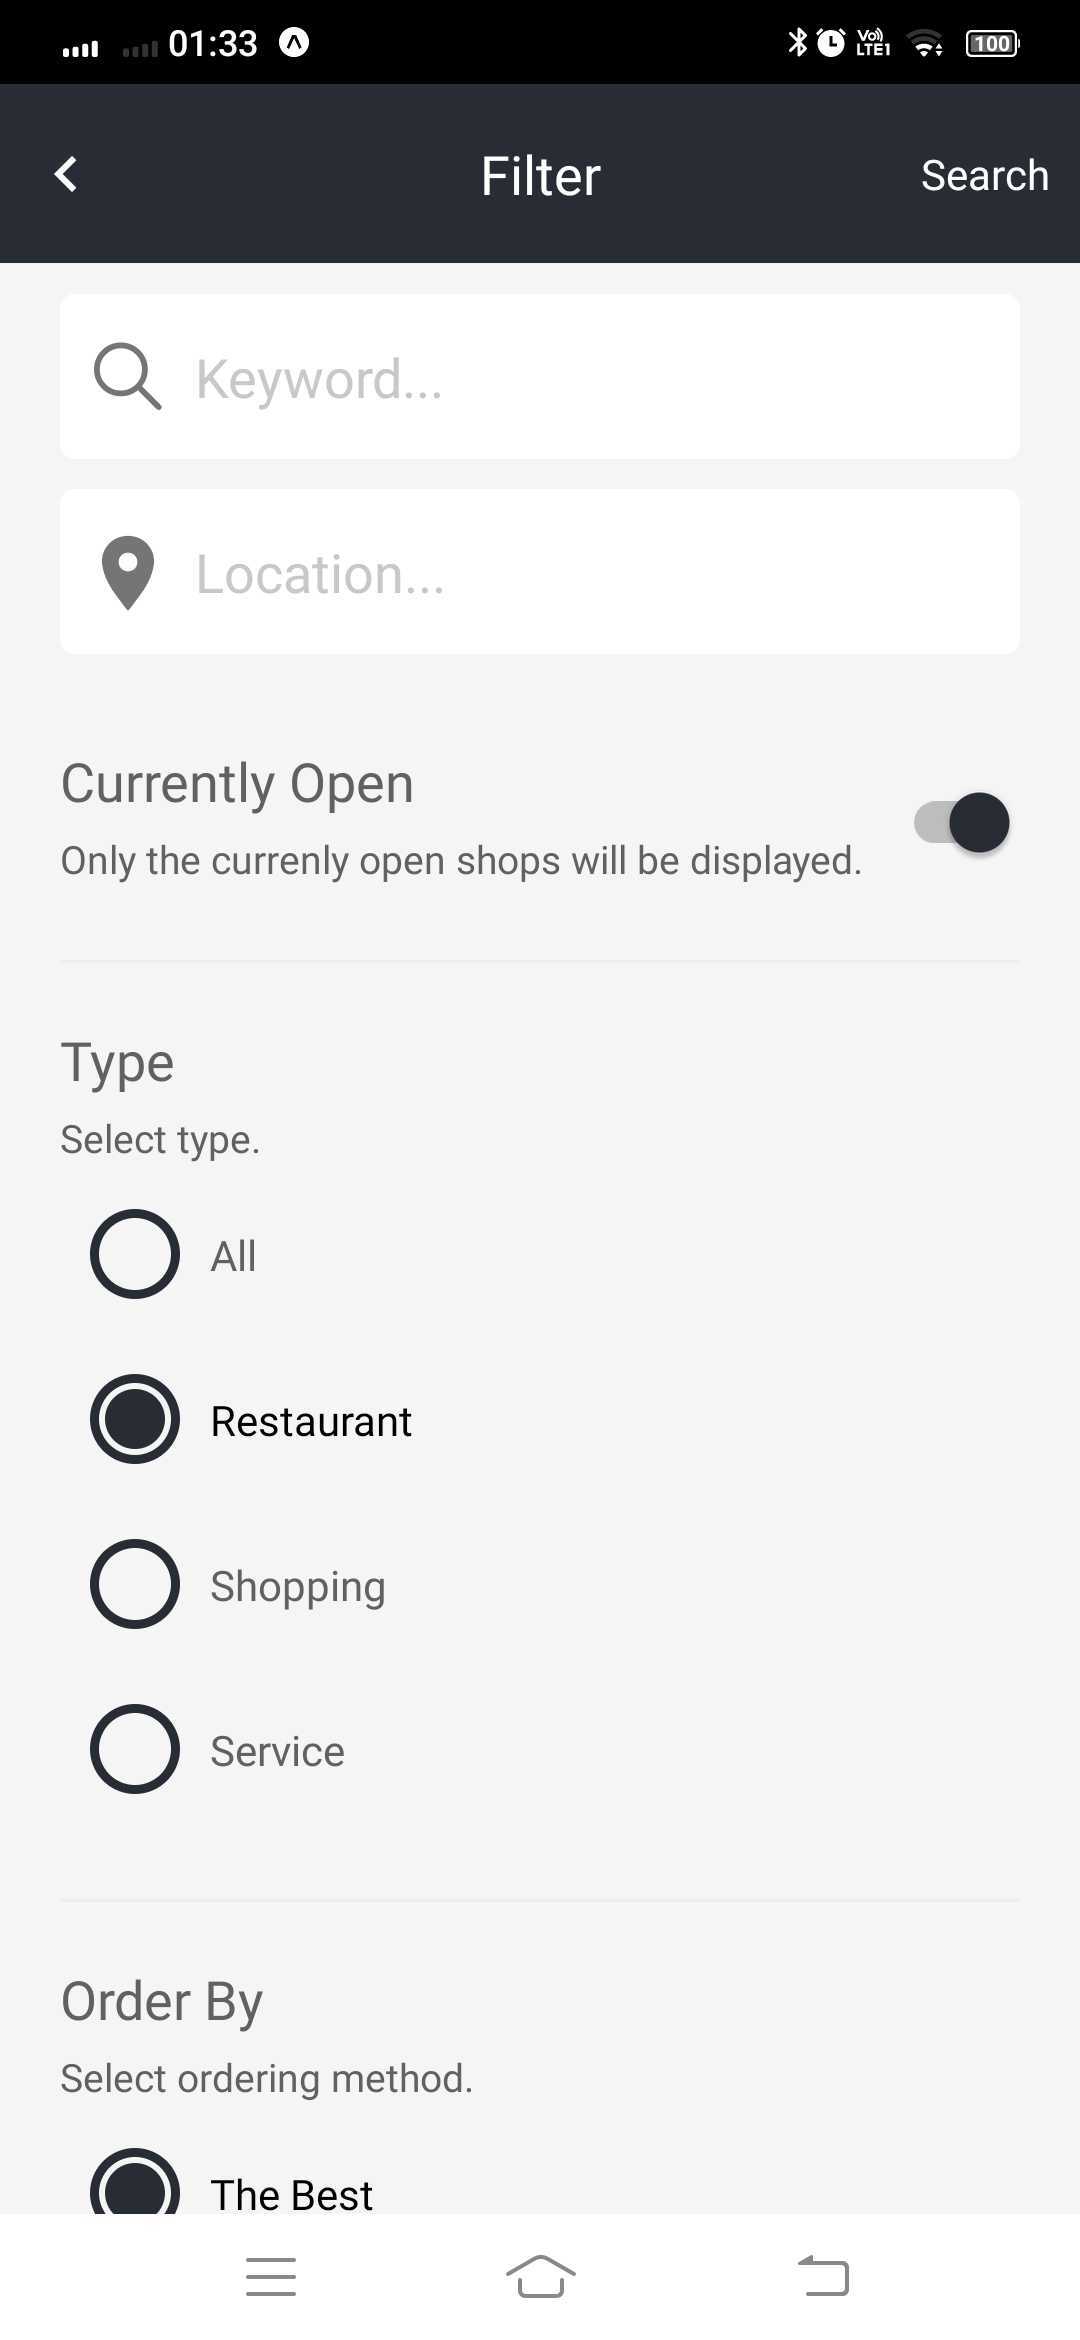 01:33
Vo) LTE1
100
Filter
Search
Keyword...
Location...
Currently Open
Only the currenly open shops will be displayed.
Type
Select type.
All
Restaurant
Shopping
Service
Order By
Select ordering method.
The Best